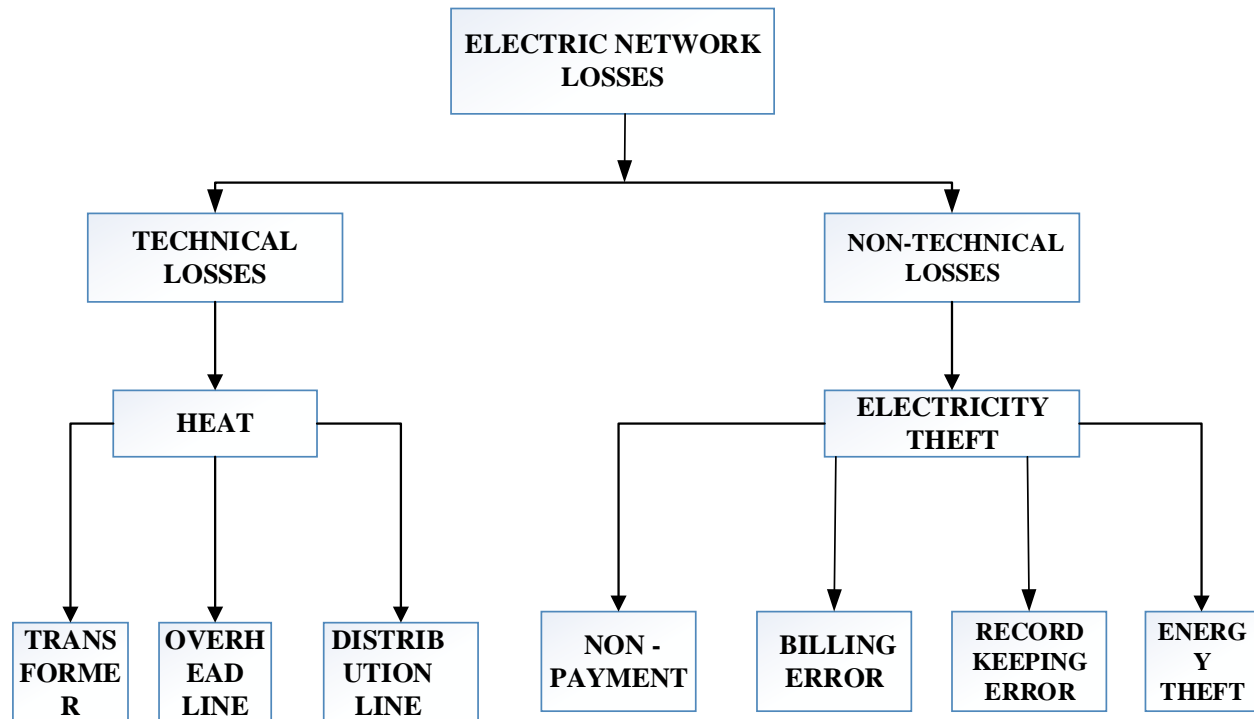 ELECTRIC NETWORK
LOSSES
TECHNICAL
LOSSES
NON-TECHNICAL
LOSSES
HEAT
ELECTRICITY
THEFT
TRANS
FORME
R
OVERH
EAD
LINE
DISTRIB
UTION
LINE
NON -
PAYMENT
BILLING
ERROR
RECORD
KEEPING
ERROR
ENERG
Y
THEFT